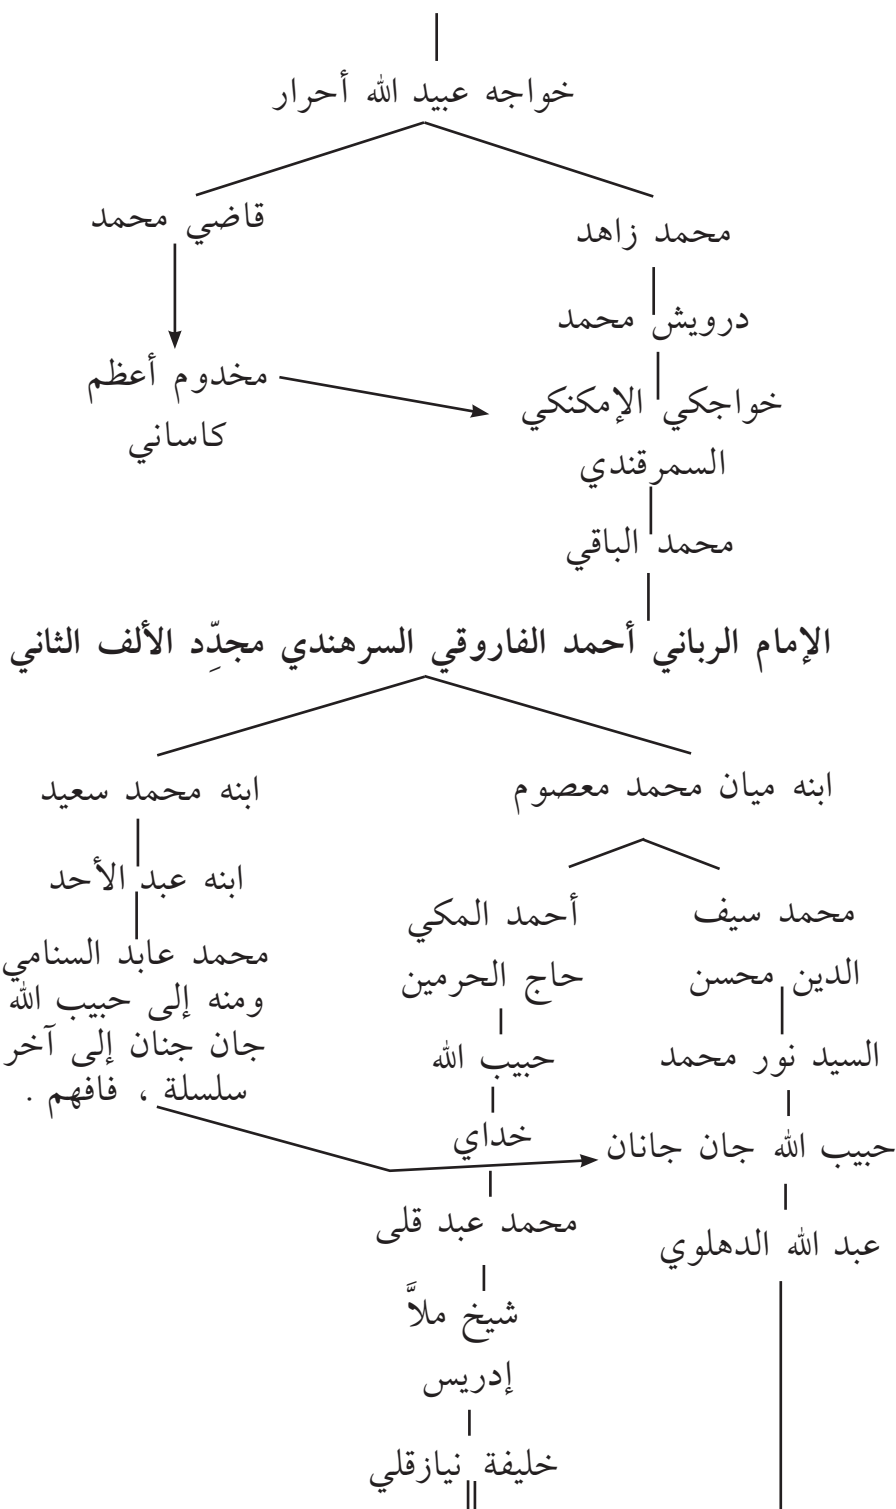 خواجه عبيد الله أحرار
محمد زاهد
قاضي محمد
درويش محمد
مخدوم أعظم
كاساني
خواجكي الإمكنكي
السمرقندي
محمد الباقي
الإمام الرباني أحمد الفاروقي السرهندي مجدِّد الألف الثاني
ابنه ميان محمد معصوم
ابنه محمد سعيد
ابنه عبد الأحد
محمد عابد السنامي
ومنه إلى حبيب الله
جان جنان إلى آخر
سلسلة ، فافهم .
محمد سيف
الدين محسن
السيد نور محمد
حبيب الله جان جانان
عبد الله الدهلوي
أحمد المكي
حاج الحرمين
حبيب الله
خداي
محمد عبد قلى
شيخ ملاَّ
إدريس
خليفة نيازقلي